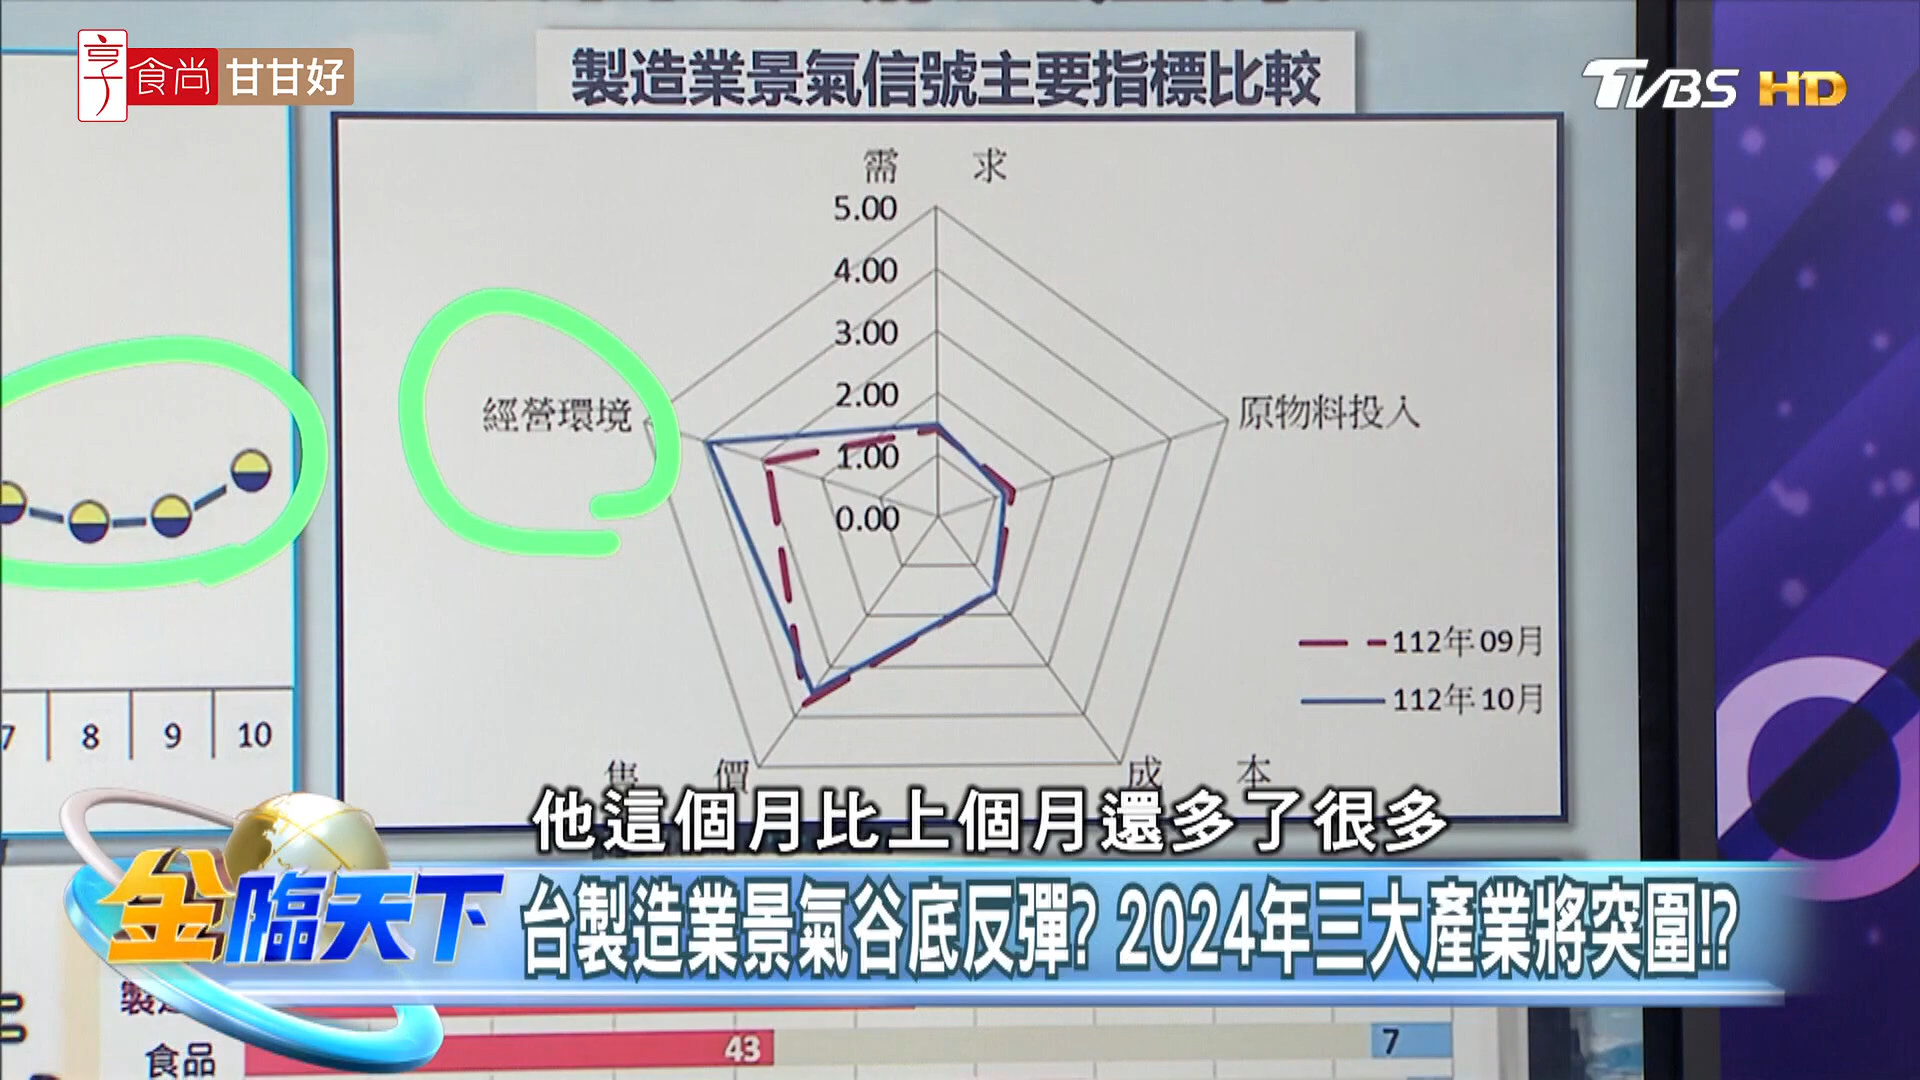 享
食尚
甘甘好
TVBS HD
製造業景氣信號主要指標比較
需 求
5.00
4.00
3.00
2.00
1.00
0.00
經營環境
原物料投入
112年09月
112年10月
7 8 9 10
售 價
成 本
他這個月比上個月還多了很多
金臨天下
台製造業景氣谷底反彈? 2024年三大產業將突圍!?
製造
食品
43
7